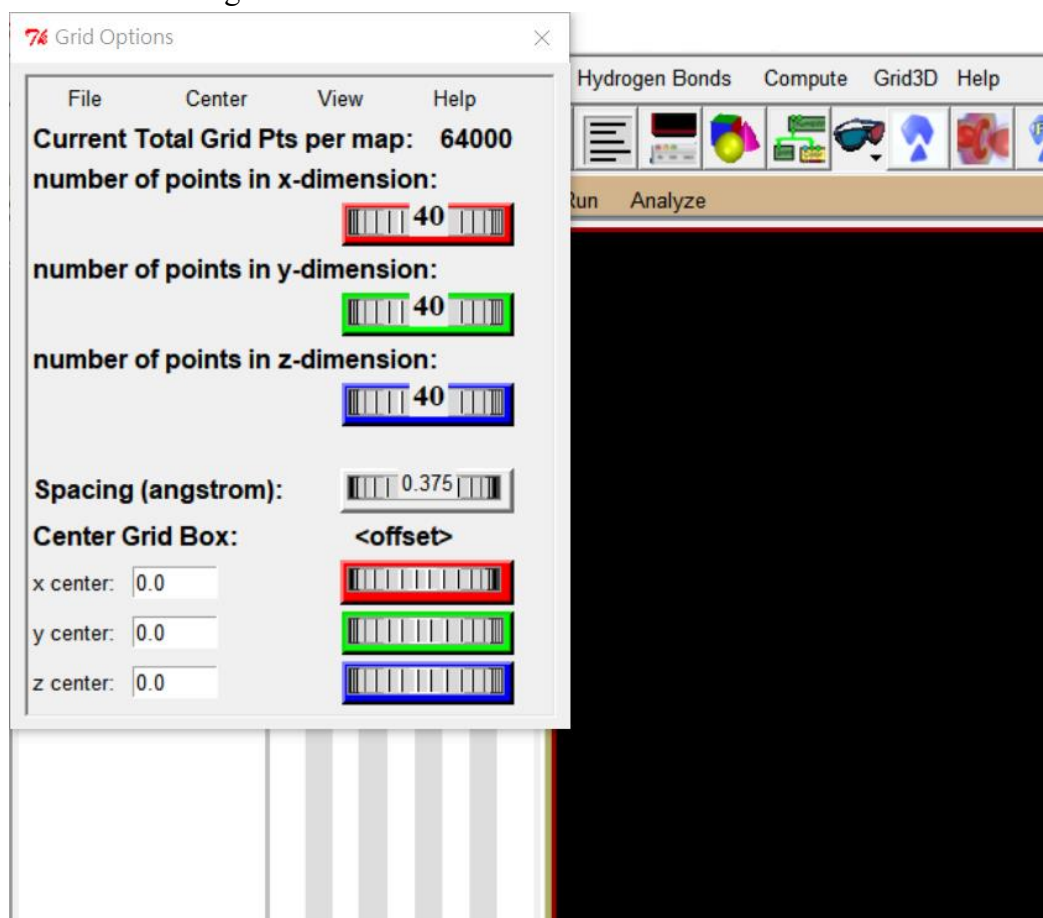 Grid Options
File Center View Help
Current Total Grid Pts per map: 64000
number of points in x-dimension:
40
number of points in y-dimension:
40
number of points in z-dimension:
40
Spacing (angstrom): 0.375
Center Grid Box: <offset>
x center: 0.0
y center: 0.0
z center: 0.0
Hydrogen Bonds Compute Grid3D Help
Analyze